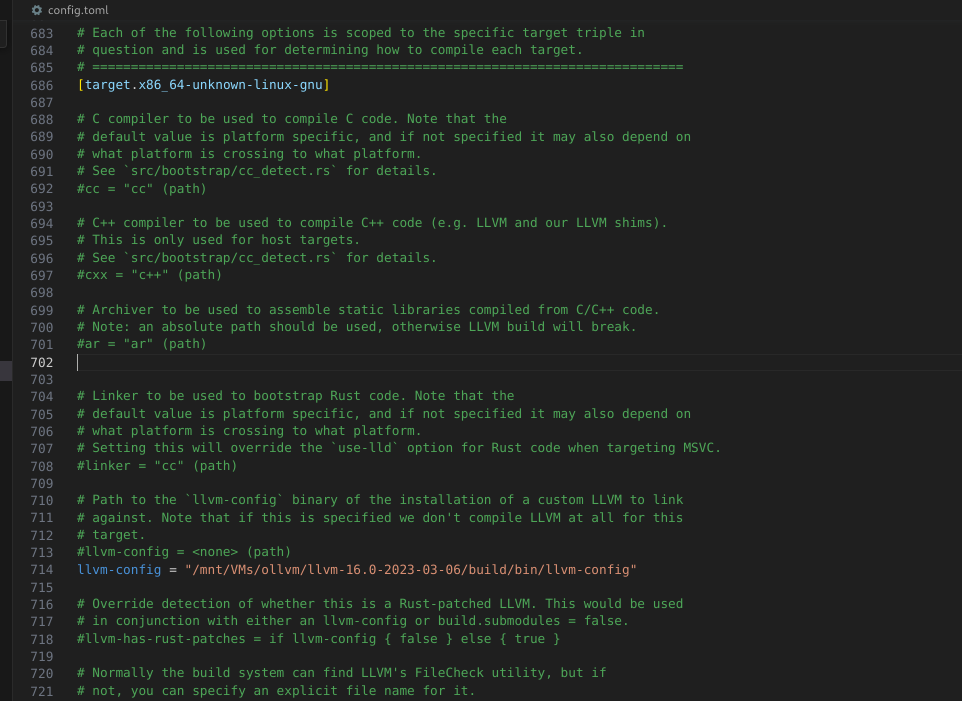 config.toml
683 # Each of the following options is scoped to the specific target triple in
684 # question and is used for determining how to compile each target.
685 # =============================================================================
686 [target.x86_64-unknown-linux-gnu]
687
688 # C compiler to be used to compile C code. Note that the
689 # default value is platform specific, and if not specified it may also depend on
690 # what platform is crossing to what platform.
691 # See `src/bootstrap/cc_detect.rs` for details.
692 #cc = "cc" (path)
693
694 # C++ compiler to be used to compile C++ code (e.g. LLVM and our LLVM shims).
695 # This is only used for host targets.
696 # See `src/bootstrap/cc_detect.rs` for details.
697 #cxx = "c++" (path)
698
699 # Archiver to be used to assemble static libraries compiled from C/C++ code.
700 # Note: an absolute path should be used, otherwise LLVM build will break.
701 #ar = "ar" (path)
702
703
704 # Linker to be used to bootstrap Rust code. Note that the
705 # default value is platform specific, and if not specified it may also depend on
706 # what platform is crossing to what platform.
707 # Setting this will override the `use-lld` option for Rust code when targeting MSVC.
708 #linker = "cc" (path)
709
710 # Path to the `llvm-config` binary of the installation of a custom LLVM to link
711 # against. Note that if this is specified we don't compile LLVM at all for this
712 # target.
713 #llvm-config = <none> (path)
714 llvm-config = "/mnt/VMs/ollvm/llvm-16.0-2023-03-06/build/bin/llvm-config"
715
716 # Override detection of whether this is a Rust-patched LLVM. This would be used
717 # in conjunction with either an llvm-config or build.submodules = false.
718 #llvm-has-rust-patches = if llvm-config { false } else { true }
719
720 # Normally the build system can find LLVM's FileCheck utility, but if
721 # not, you can specify an explicit file name for it.